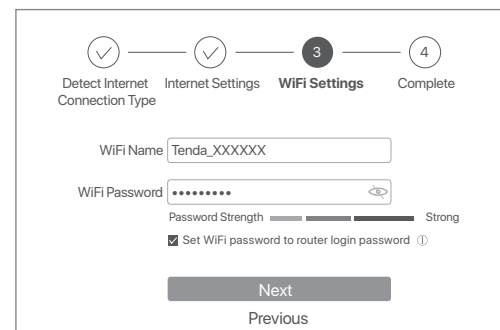 3
4
Detect Internet Connection Type
Internet Settings
WiFi Settings
Complete
WiFi Name Tenda_XXXXXX
WiFi Password •••••••••
Password Strength Strong
Set WiFi password to router login password
Next
Previous